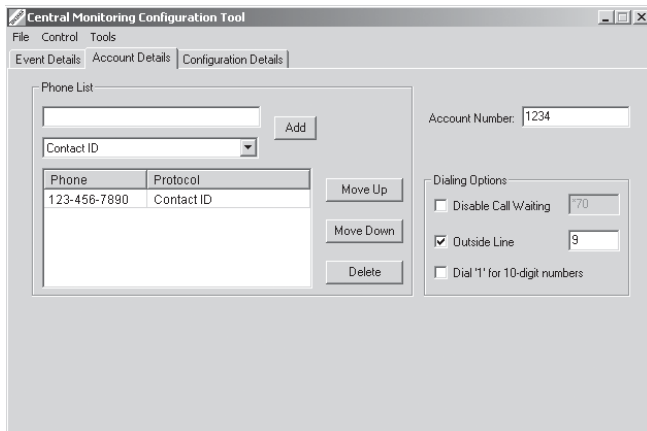 Central Monitoring Configuration Tool
File Control Tools
Event Details Account Details Configuration Details
Phone List
Add
Contact ID
Phone Protocol
123-456-7890 Contact ID
Move Up
Move Down
Delete
Account Number: 1234
Dialing Options
Disable Call Waiting *70
Outside Line 9
Dial '1' for 10-digit numbers